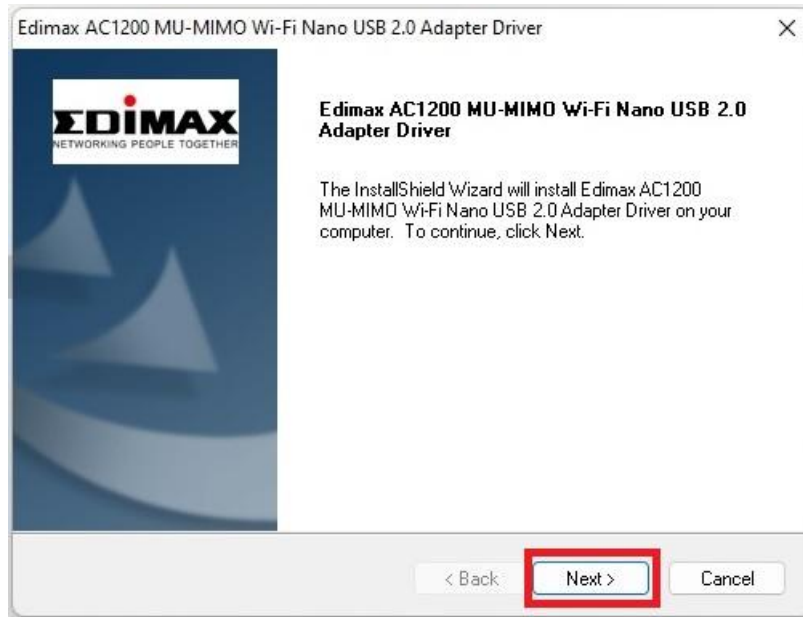 Edimax AC1200 MU-MIMO Wi-Fi Nano USB 2.0 Adapter Driver
EDIMAX
NETWORKING PEOPLE TOGETHER
Edimax AC1200 MU-MIMO Wi-Fi Nano USB 2.0
Adapter Driver
The InstallShield Wizard will install Edimax AC1200
MU-MIMO Wi-Fi Nano USB 2.0 Adapter Driver on your
computer. To continue, click Next.
< Back
Next >
Cancel